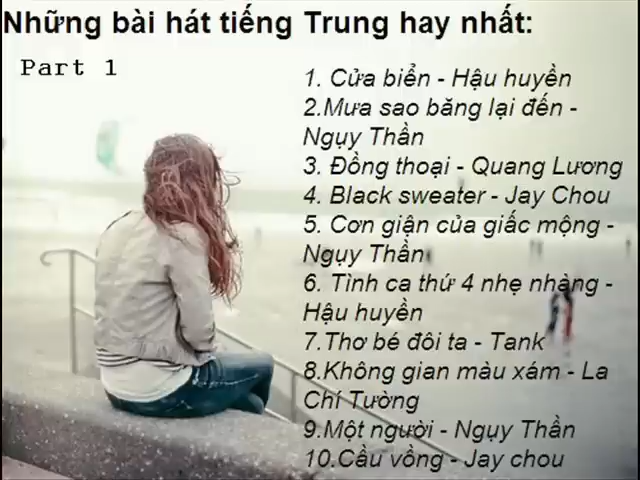 Những bài hát tiếng Trung hay nhất:
Part 1
1. Cửa biển - Hậu huyền
2.Mưa sao băng lại đến -
Ngụy Thần
3. Đồng thoại - Quang Lương
4. Black sweater - Jay Chou
5. Cơn giận của giấc mộng -
Ngụy Thần
6. Tình ca thứ 4 nhẹ nhàng -
Hậu huyền
7.Thơ bé đôi ta - Tank
8.Không gian màu xám - La
Chí Tường
9.Một người - Ngụy Thần
10.Cầu vồng - Jay chou